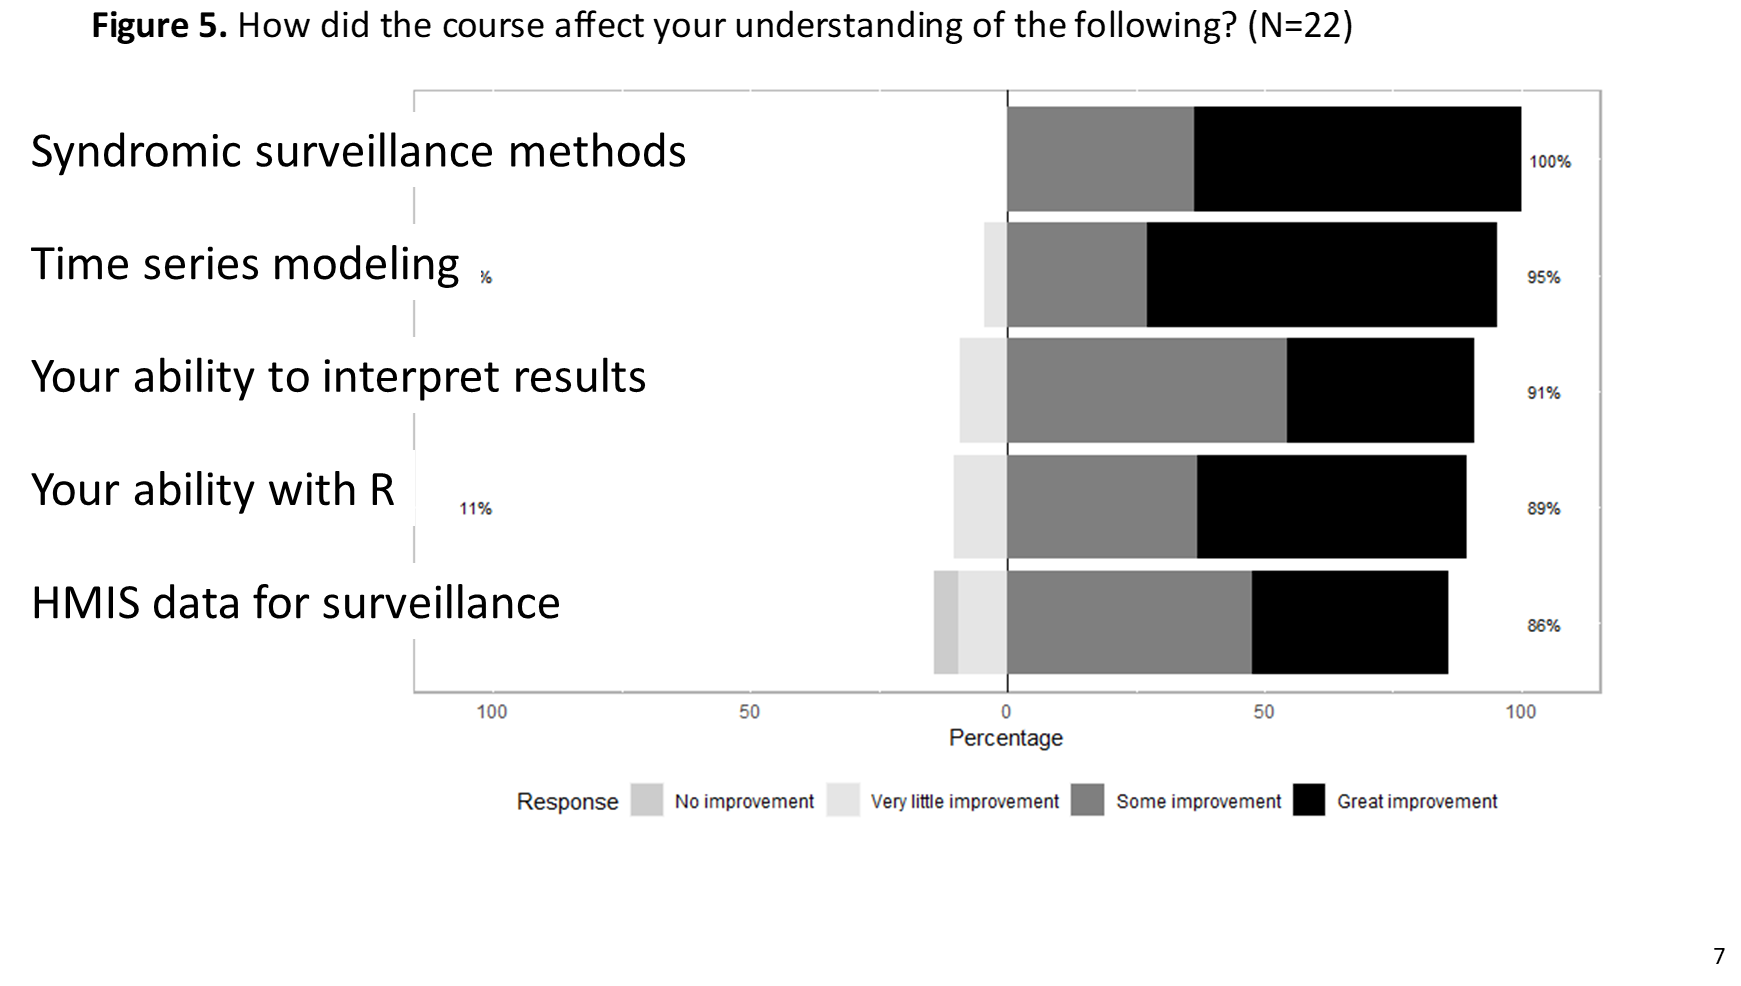 Figure 5. How did the course affect your understanding of the following? (N=22)
Syndromic surveillance methods
100%
Time series modeling
%
95%
Your ability to interpret results
91%
Your ability with R
11%
89%
HMIS data for surveillance
86%
100 50 0 50 100
Percentage
Response No improvement Very little improvement Some improvement Great improvement
7